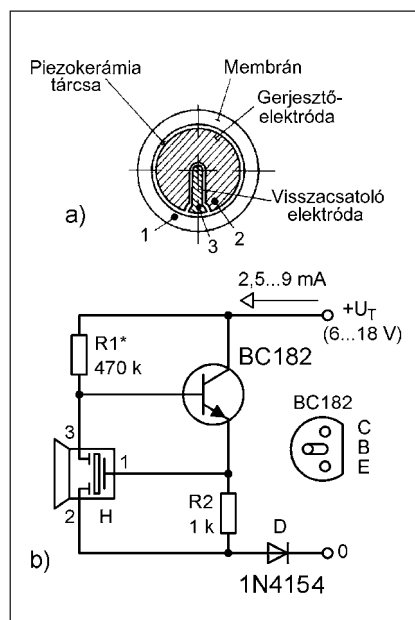 Piezokerámia
tárcsa
Membrán
Gerjesztő-
elektróda
Visszacsatoló
elektróda
1
3
2
a)
2,5...9 mA
+U_T
(6...18 V)
R1*
470 k
BC182
BC182
C
B
E
3
1
2
H
R2
1 k
D
0
1N4154
b)